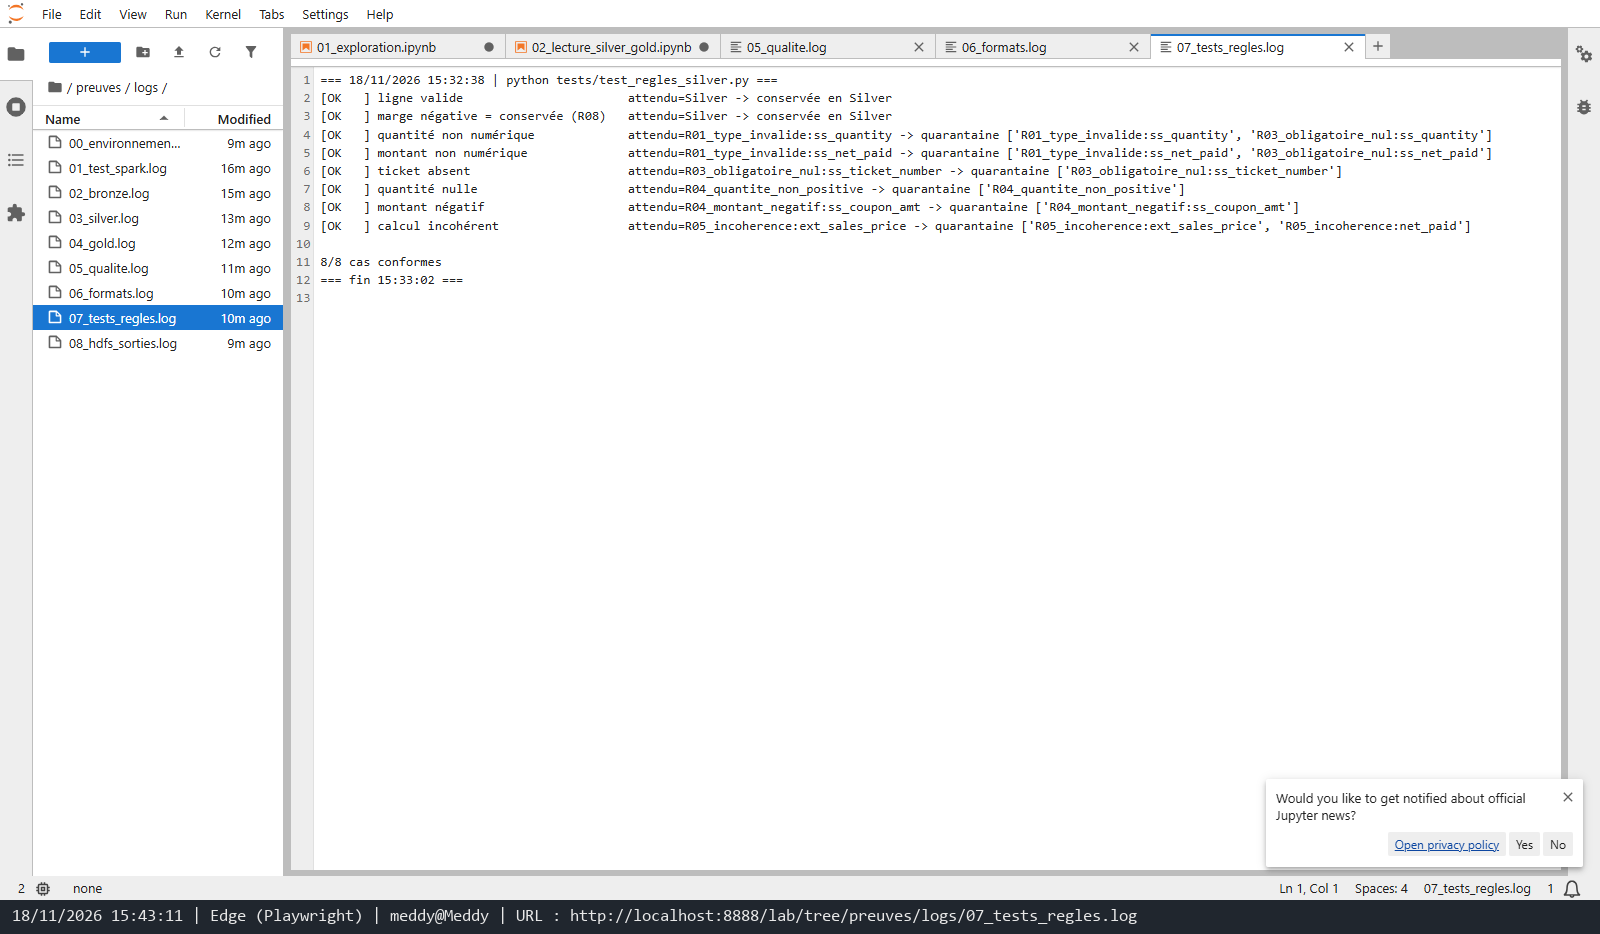 File Edit View Run Kernel Tabs Settings Help
+
/ preuves / logs /
Name Modified
00_environnemen... 9m ago
01_test_spark.log 16m ago
02_bronze.log 15m ago
03_silver.log 13m ago
04_gold.log 12m ago
05_qualite.log 11m ago
06_formats.log 10m ago
07_tests_regles.log 10m ago
08_hdfs_sorties.log 9m ago
01_exploration.ipynb 02_lecture_silver_gold.ipynb 05_qualite.log 06_formats.log 07_tests_regles.log +
1 === 18/11/2026 15:32:38 | python tests/test_regles_silver.py ===
2 [OK   ] ligne valide                       attendu=Silver -> conservée en Silver
3 [OK   ] marge négative = conservée (R08)   attendu=Silver -> conservée en Silver
4 [OK   ] quantité non numérique             attendu=R01_type_invalide:ss_quantity -> quarantaine ['R01_type_invalide:ss_quantity', 'R03_obligatoire_nul:ss_quantity']
5 [OK   ] montant non numérique              attendu=R01_type_invalide:ss_net_paid -> quarantaine ['R01_type_invalide:ss_net_paid', 'R03_obligatoire_nul:ss_net_paid']
6 [OK   ] ticket absent                      attendu=R03_obligatoire_nul:ss_ticket_number -> quarantaine ['R03_obligatoire_nul:ss_ticket_number']
7 [OK   ] quantité nulle                     attendu=R04_quantite_non_positive -> quarantaine ['R04_quantite_non_positive']
8 [OK   ] montant négatif                    attendu=R04_montant_negatif:ss_coupon_amt -> quarantaine ['R04_montant_negatif:ss_coupon_amt']
9 [OK   ] calcul incohérent                  attendu=R05_incoherence:ext_sales_price -> quarantaine ['R05_incoherence:ext_sales_price', 'R05_incoherence:net_paid']
10
11 8/8 cas conformes
12 === fin 15:33:02 ===
13
Would you like to get notified about official
Jupyter news?
Open privacy policy Yes No
2 none Ln 1, Col 1 Spaces: 4 07_tests_regles.log 1
18/11/2026 15:43:11 | Edge (Playwright) | meddy@Meddy | URL : http://localhost:8888/lab/tree/preuves/logs/07_tests_regles.log